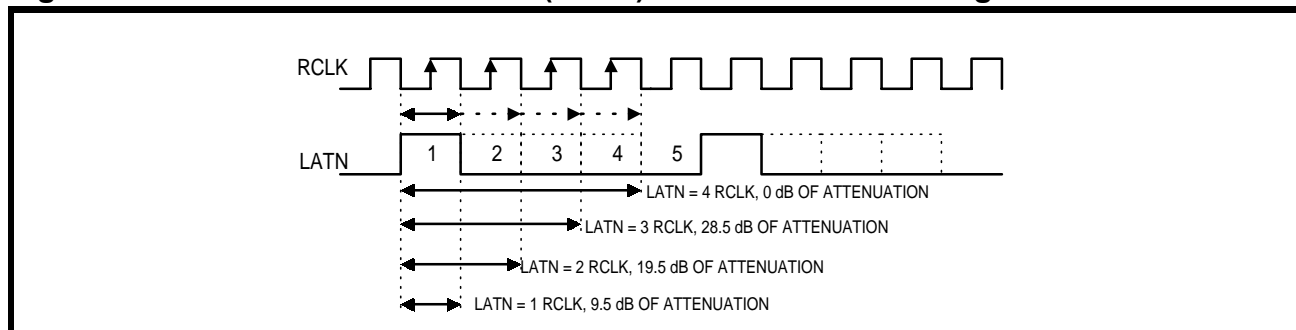 RCLK
LATN
1 2 3 4 5
LATN = 4 RCLK, 0 dB OF ATTENUATION
LATN = 3 RCLK, 28.5 dB OF ATTENUATION
LATN = 2 RCLK, 19.5 dB OF ATTENUATION
LATN = 1 RCLK, 9.5 dB OF ATTENUATION